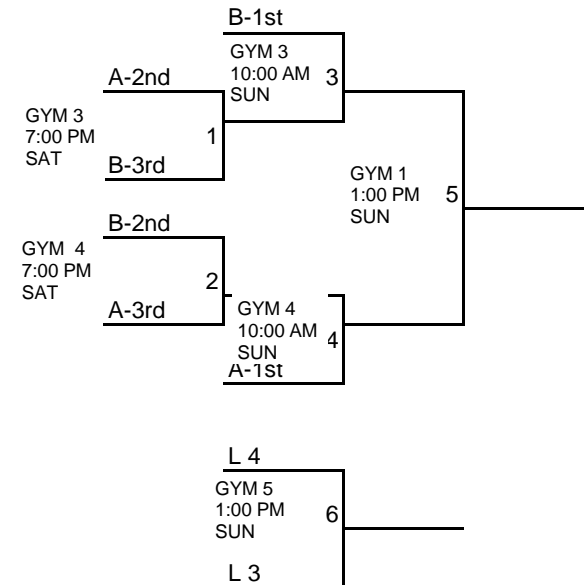 B-1st
GYM 3
10:00 AM
SUN
3
A-2nd
GYM 3
7:00 PM
SAT
1
B-3rd
GYM 1
1:00 PM
SUN
5
B-2nd
GYM 4
7:00 PM
SAT
2
A-3rd
GYM 4
10:00 AM
SUN
4
A-1st
L 4
GYM 5
1:00 PM
SUN
6
L 3